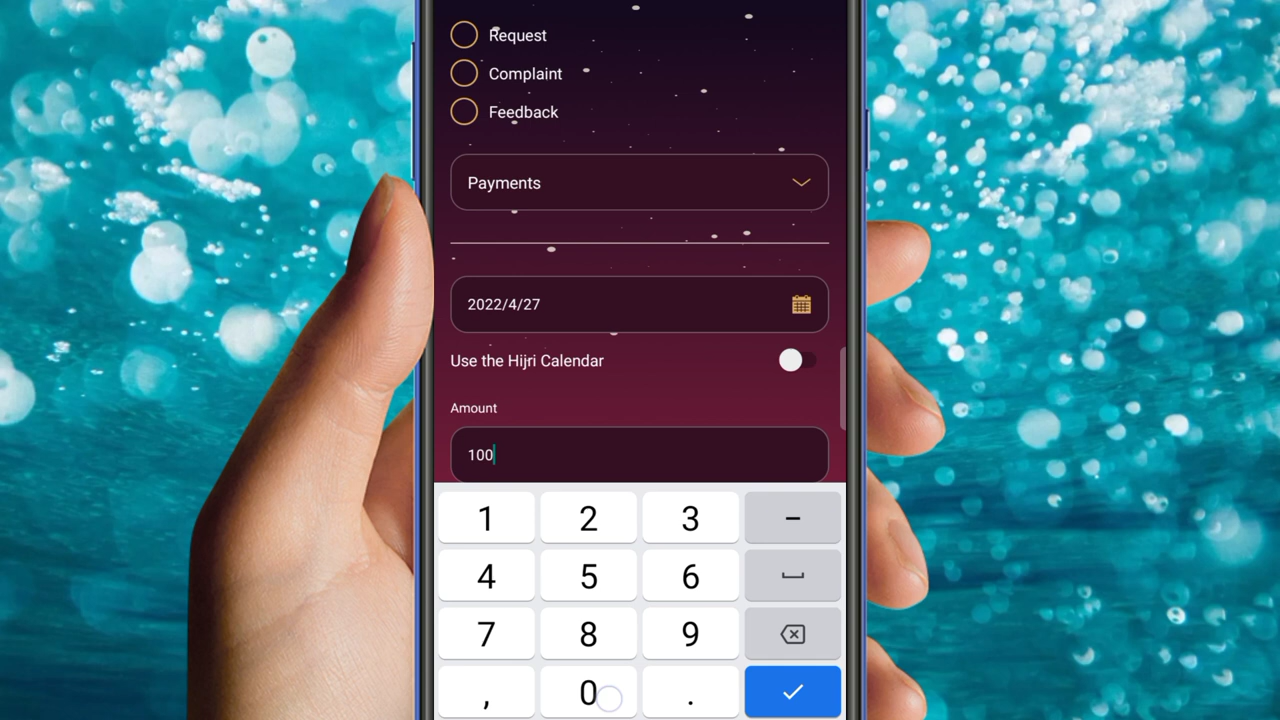 Request
Complaint
Feedback
Payments
2022/4/27
Use the Hijri Calendar
Amount
100
1 2 3 –
4 5 6
7 8 9
, 0 .